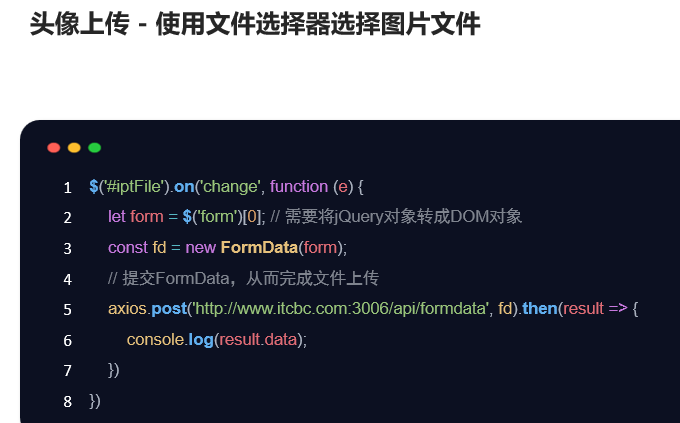 头像上传 - 使用文件选择器选择图片文件
1 $('#iptFile').on('change', function (e) {
2 let form = $('form')[0]; // 需要将jQuery对象转成DOM对象
3 const fd = new FormData(form);
4 // 提交FormData，从而完成文件上传
5 axios.post('http://www.itcbc.com:3006/api/formdata', fd).then(result => {
6 console.log(result.data);
7 })
8 })